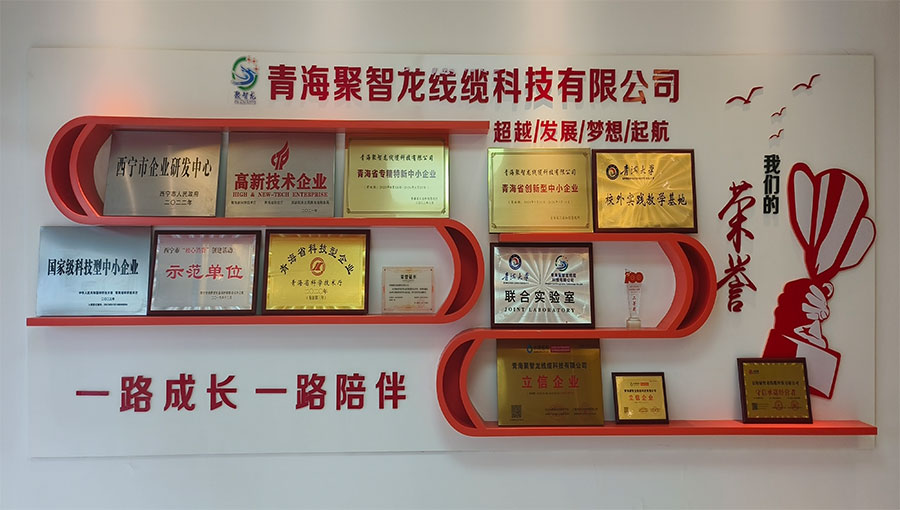 聚智龙
青海聚智龙线缆科技有限公司
超越/发展/梦想/起航
我们的
荣誉
西宁市企业研发中心
西宁市人民政府
二〇二二年
高新技术企业
HIGH & NEW-TECH ENTERPRISE
青海聚智龙线缆科技有限公司
青海省专精特新中小企业
青海聚智龙线缆科技有限公司
青海省创新型中小企业
青海大学
校外实践教学基地
国家级科技型中小企业
示范单位
青海省科技型企业
青海省科学技术厅
青海大学
联合实验室
JOINT LABORATORY
青海聚智龙线缆科技有限公司
立信企业
立信企业
一路成长 一路陪伴